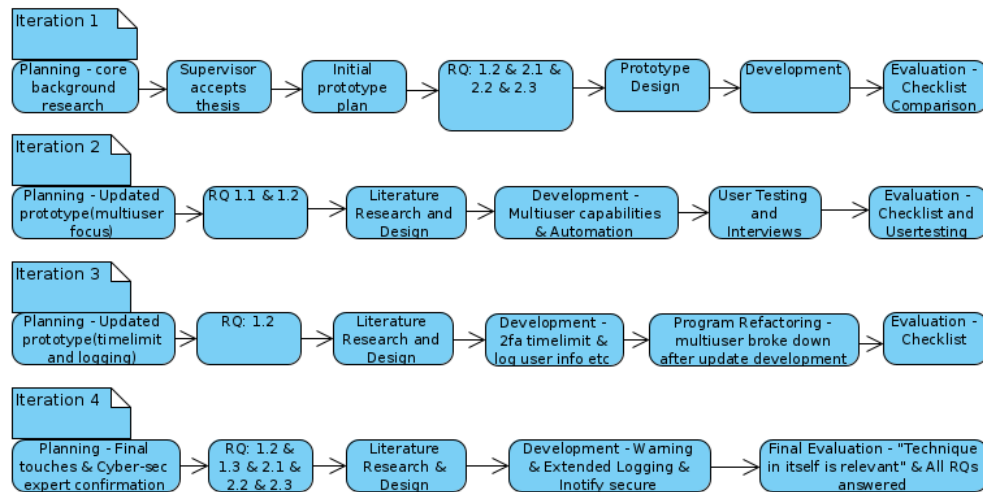 Iteration 1
Planning - core
background
research
Supervisor
accepts
thesis
Initial
prototype
plan
RQ: 1.2 & 2.1 &
2.2 & 2.3
Prototype
Design
Development
Evaluation -
Checklist
Comparison
Iteration 2
Planning - Updated
prototype(multiuser
focus)
RQ 1.1 & 1.2
Literature
Research and
Design
Development -
Multiuser capabilities
& Automation
User Testing
and
Interviews
Evaluation -
Checklist and
Usertesting
Iteration 3
Planning - Updated
prototype(timelimit
and logging)
RQ: 1.2
Literature
Research and
Design
Development -
2fa timelimit &
log user info etc
Program Refactoring -
multiuser broke down
after update development
Evaluation -
Checklist
Iteration 4
Planning - Final
touches & Cyber-sec
expert confirmation
RQ: 1.2 &
1.3 & 2.1 &
2.2 & 2.3
Literature
Research &
Design
Development - Warning
& Extended Logging &
Inotify secure
Final Evaluation - "Technique
in itself is relevant" & All RQs
answered